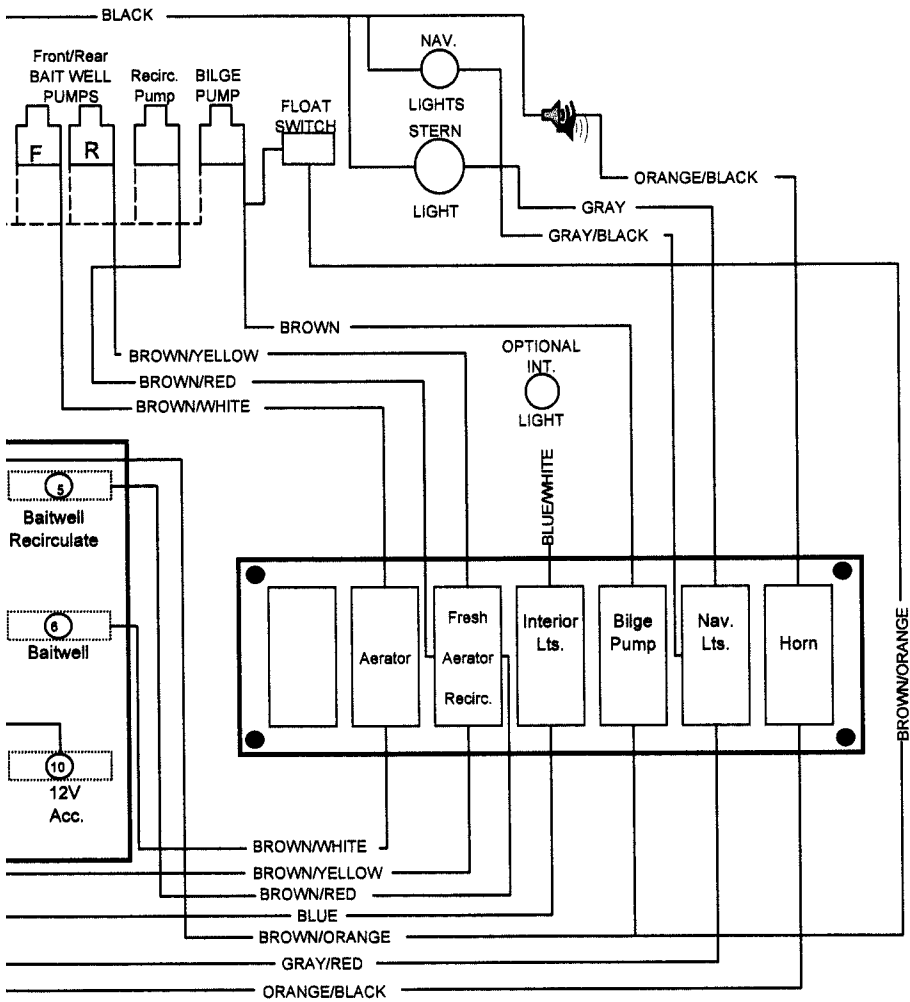 BLACK
Front/Rear
BAIT WELL
PUMPS
Recirc.
Pump
BILGE
PUMP
FLOAT
SWITCH
NAV.
LIGHTS
STERN
LIGHT
F
R
ORANGE/BLACK
GRAY
GRAY/BLACK
BROWN
BROWN/YELLOW
BROWN/RED
BROWN/WHITE
OPTIONAL
INT.
LIGHT
BLUE/WHITE
5
Baitwell
Recirculate
6
Baitwell
10
12V
Acc.
Aerator
Fresh
Aerator
Recirc.
Interior
Lts.
Bilge
Pump
Nav.
Lts.
Horn
BROWN/ORANGE
BROWN/WHITE
BROWN/YELLOW
BROWN/RED
BLUE
BROWN/ORANGE
GRAY/RED
ORANGE/BLACK